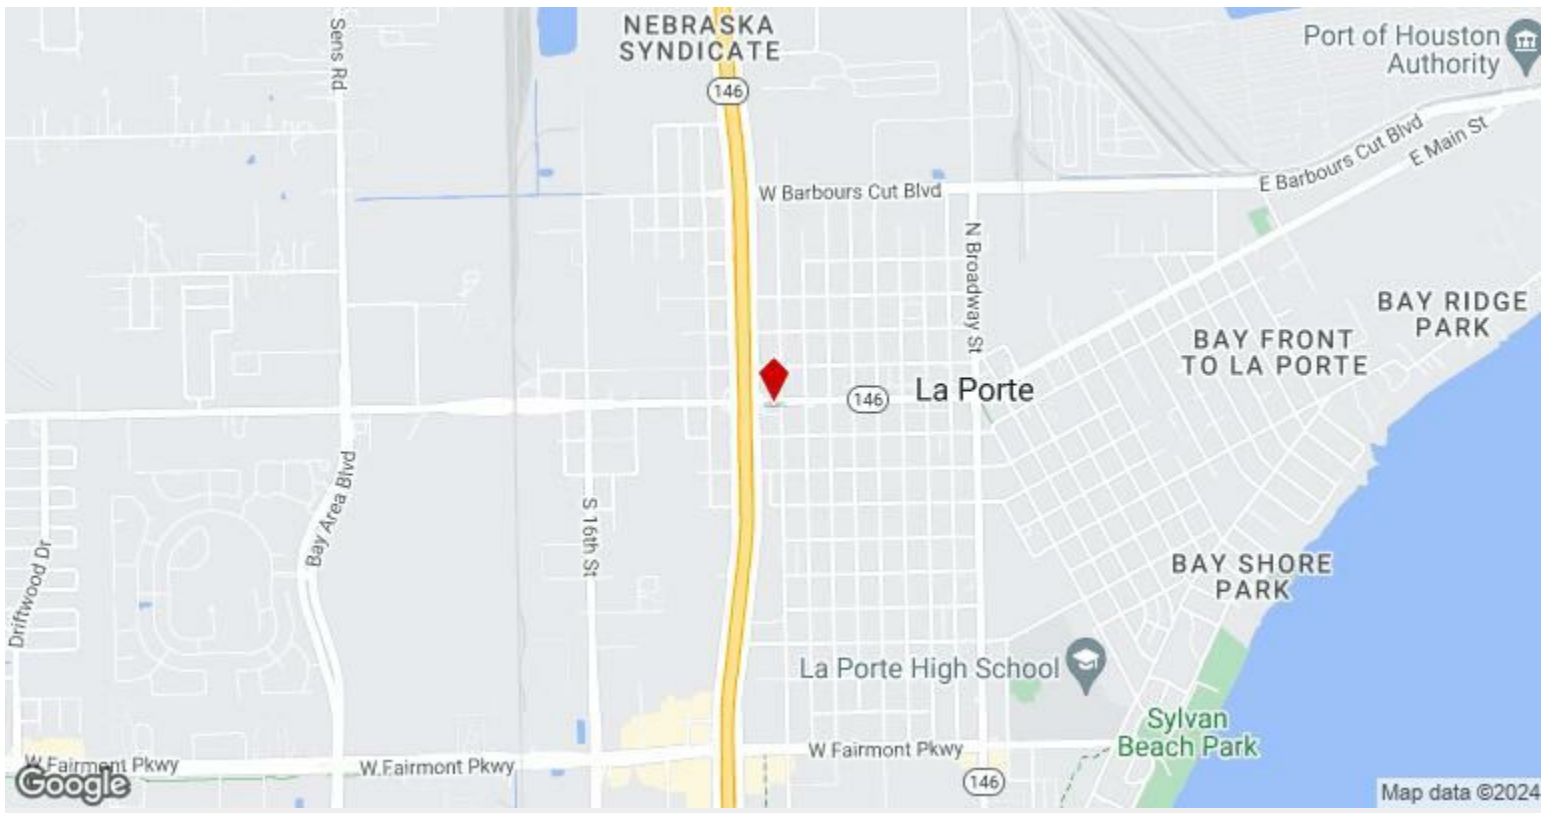 Sens Rd
NEBRASKA
SYNDICATE
146
Port of Houston
Authority
E Barbours Cut Blvd
E Main St
W Barbours Cut Blvd
N Broadway St
BAY RIDGE
PARK
BAY FRONT
TO LA PORTE
146
La Porte
Bay Area Blvd
S 16th St
Driftwood Dr
BAY SHORE
PARK
La Porte High School
Sylvan
Beach Park
W Fairmont Pkwy
W Fairmont Pkwy
W Fairmont Pkwy
146
Google
Map data ©2024